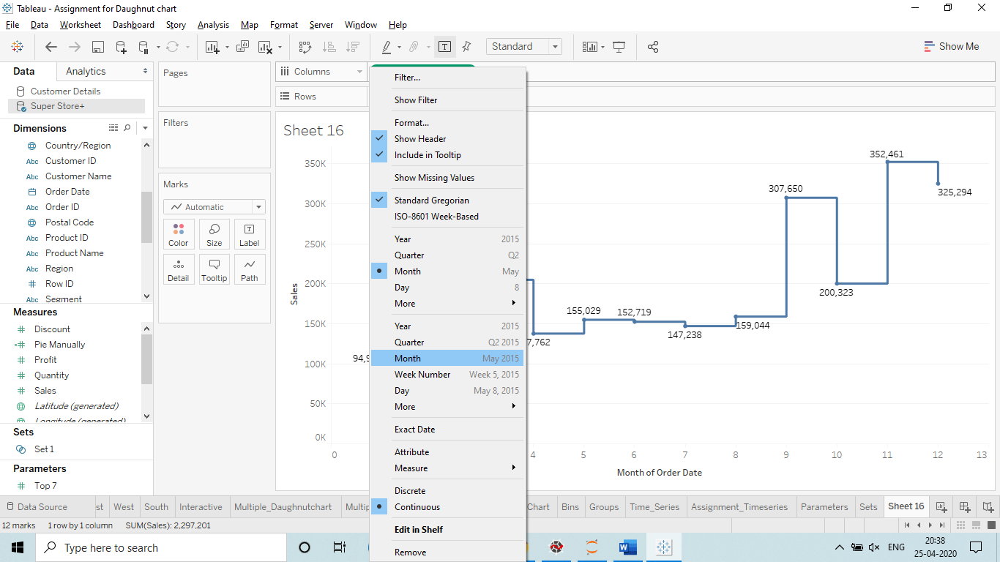 Tableau - Assignment for Daughnut chart
File Data Worksheet Dashboard Story Analysis Map Format Server Window Help
Standard
Show Me
Data
Analytics
Customer Details
Super Store+
Dimensions
Country/Region
Abc Customer ID
Abc Customer Name
Order Date
Abc Order ID
Postal Code
Abc Product ID
Abc Product Name
Abc Region
Row ID
Abc Segment
Measures
Discount
Pie Manually
Profit
Quantity
Sales
Latitude (generated)
Longitude (generated)
Sets
Set 1
Parameters
Top 7
Pages
Filters
Marks
Automatic
Color Size Label
Detail Tooltip Path
Columns
Rows
Sheet 16
Filter...
Show Filter
Format...
Show Header
Include in Tooltip
Show Missing Values
Standard Gregorian
ISO-8601 Week-Based
Year 2015
Quarter Q2
Month May
Day 8
More
Year 2015
Quarter Q2 2015
Month May 2015
Week Number Week 5, 2015
Day May 8, 2015
More
Exact Date
Attribute
Measure
Discrete
Continuous
Edit in Shelf
Remove
350K
300K
250K
200K
150K
100K
50K
0K
Sales
94,9
7,762
155,029
152,719
147,238
159,044
307,650
200,323
352,461
325,294
0 4 5 6 7 8 9 10 11 12 13
Month of Order Date
Data Source st West South Interactive Multiple_Daughnutchart Multip Chart Bins Groups Time_Series Assignment_Timeseries Parameters Sets Sheet 16
12 marks 1 row by 1 column SUM(Sales): 2,297,201
Type here to search
ENG
20:38
25-04-2020